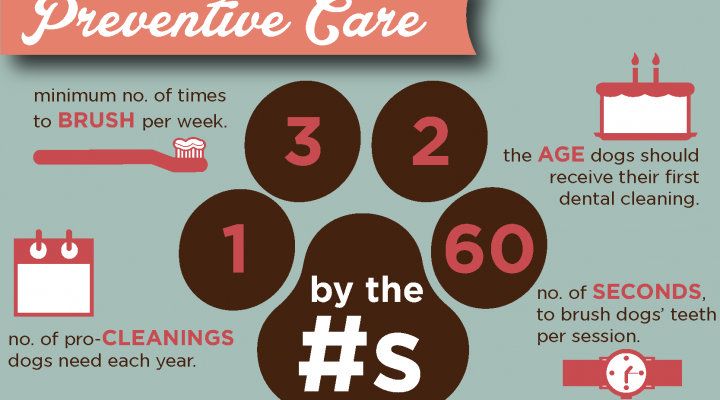 Preventive Care
minimum no. of times
to BRUSH per week.
3
2
the AGE dogs should
receive their first
dental cleaning.
1
60
no. of pro-CLEANINGS
dogs need each year.
by the
#s
no. of SECONDS,
to brush dogs’ teeth
per session.